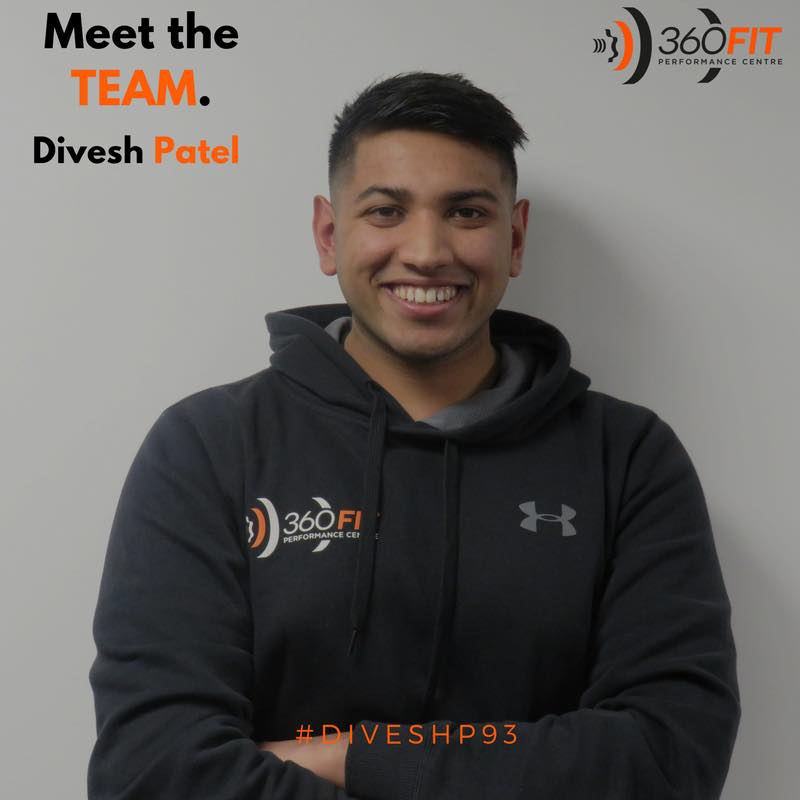 Meet the
TEAM.
Divesh Patel
360FIT
PERFORMANCE CENTRE
360FIT
PERFORMANCE CENTRE
#DIVESHP93